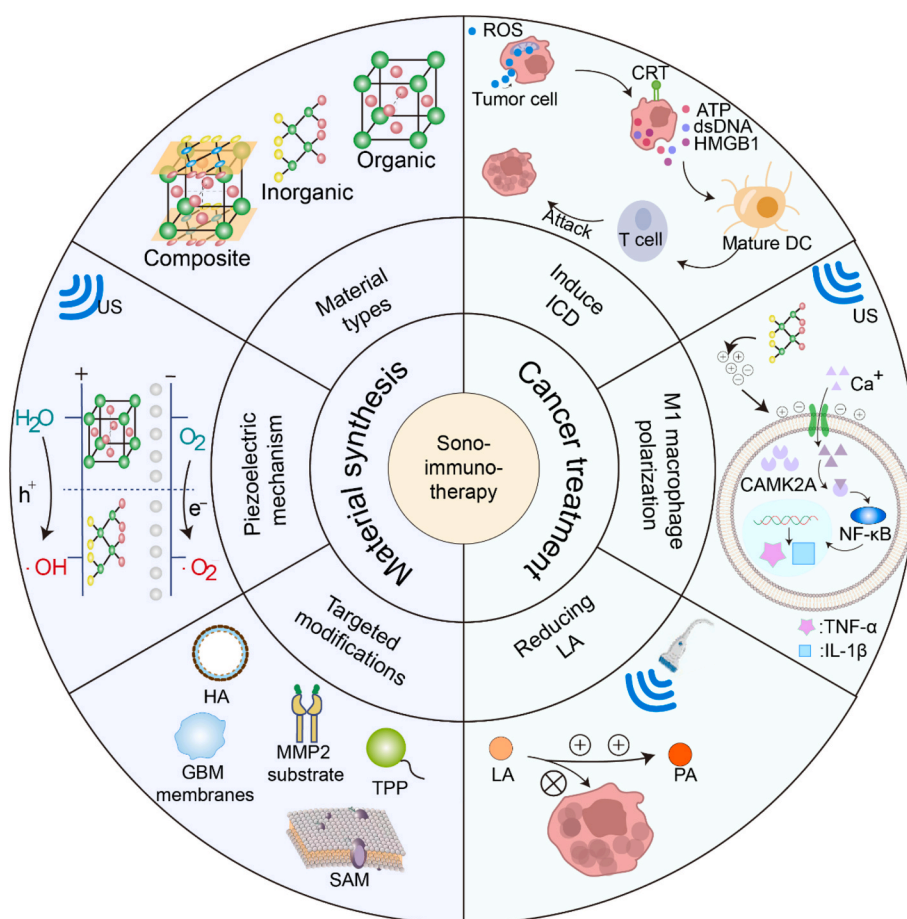 Sono-
immuno-
therapy
Material synthesis
Cancer treatment
Material
types
Piezoelectric
mechanism
Targeted
modifications
Induce
ICD
M1 macrophage
polarization
Reducing
LA
Organic
Inorganic
Composite
ROS
Tumor cell
CRT
ATP
dsDNA
HMGB1
Mature DC
T cell
Attack
US
+
-
H₂O
h⁺
·OH
O₂
e⁻
·O₂
US
Ca⁺
CAMK2A
NF-κB
:TNF-α
:IL-1β
HA
GBM
membranes
MMP2
substrate
TPP
SAM
LA
+ +
PA